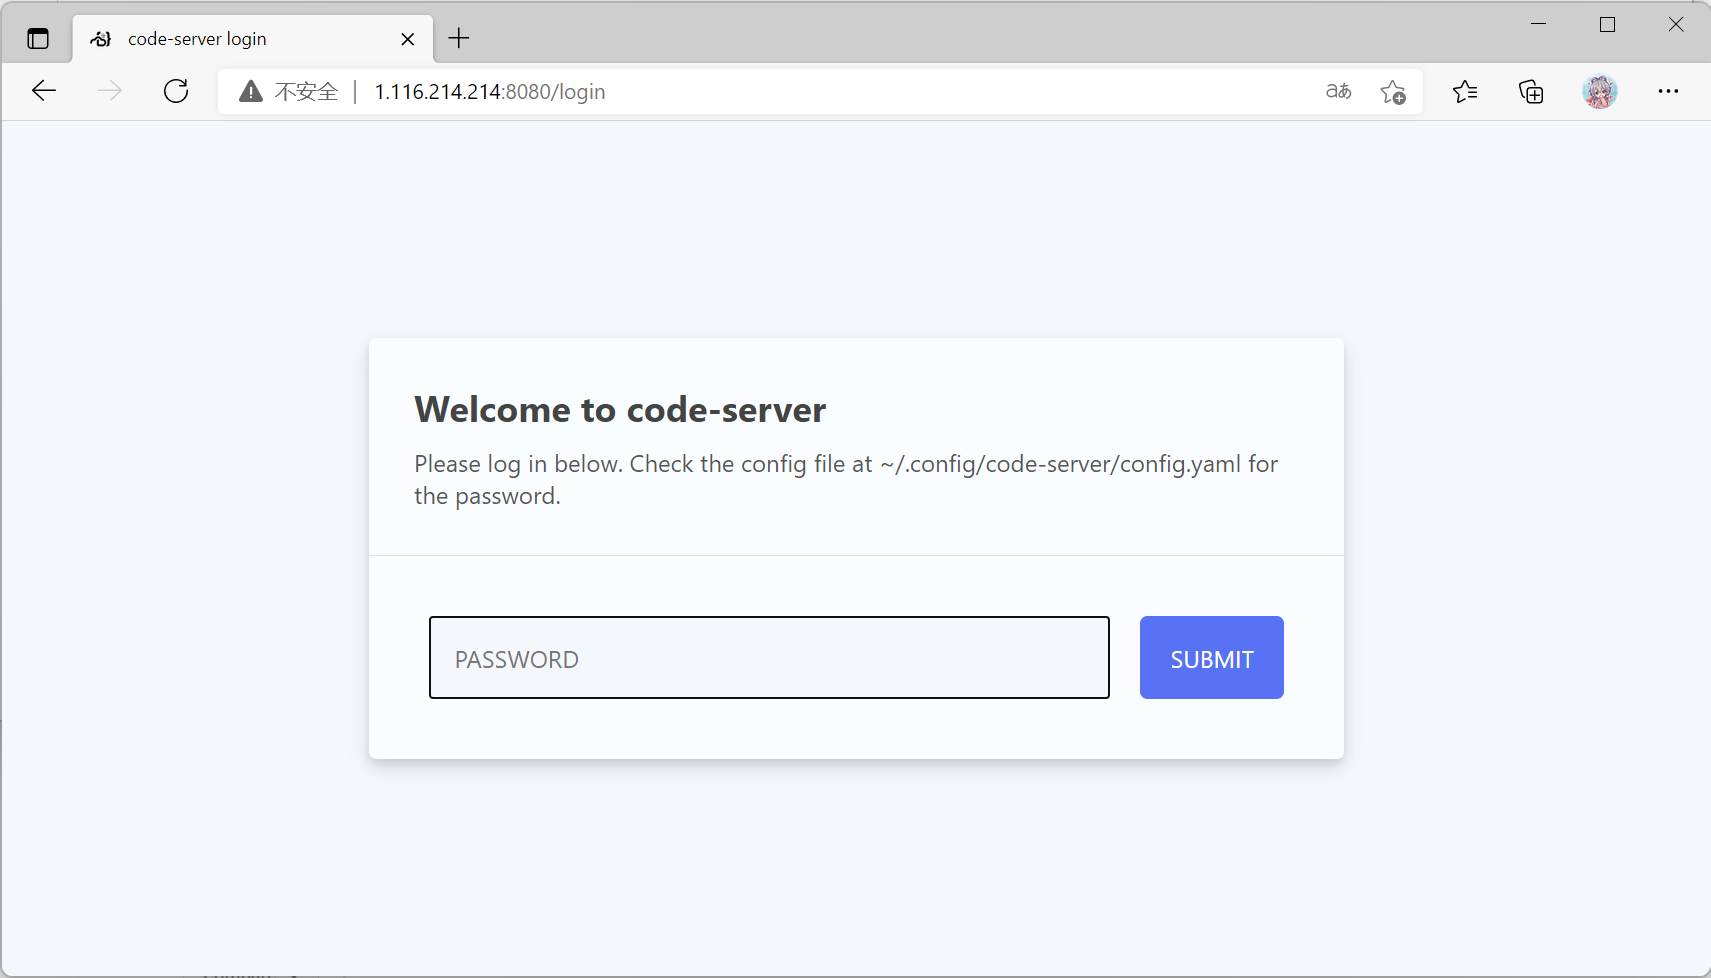 code-server login
不安全 | 1.116.214.214:8080/login
aあ
Welcome to code-server
Please log in below. Check the config file at ~/.config/code-server/config.yaml for
the password.
PASSWORD
SUBMIT